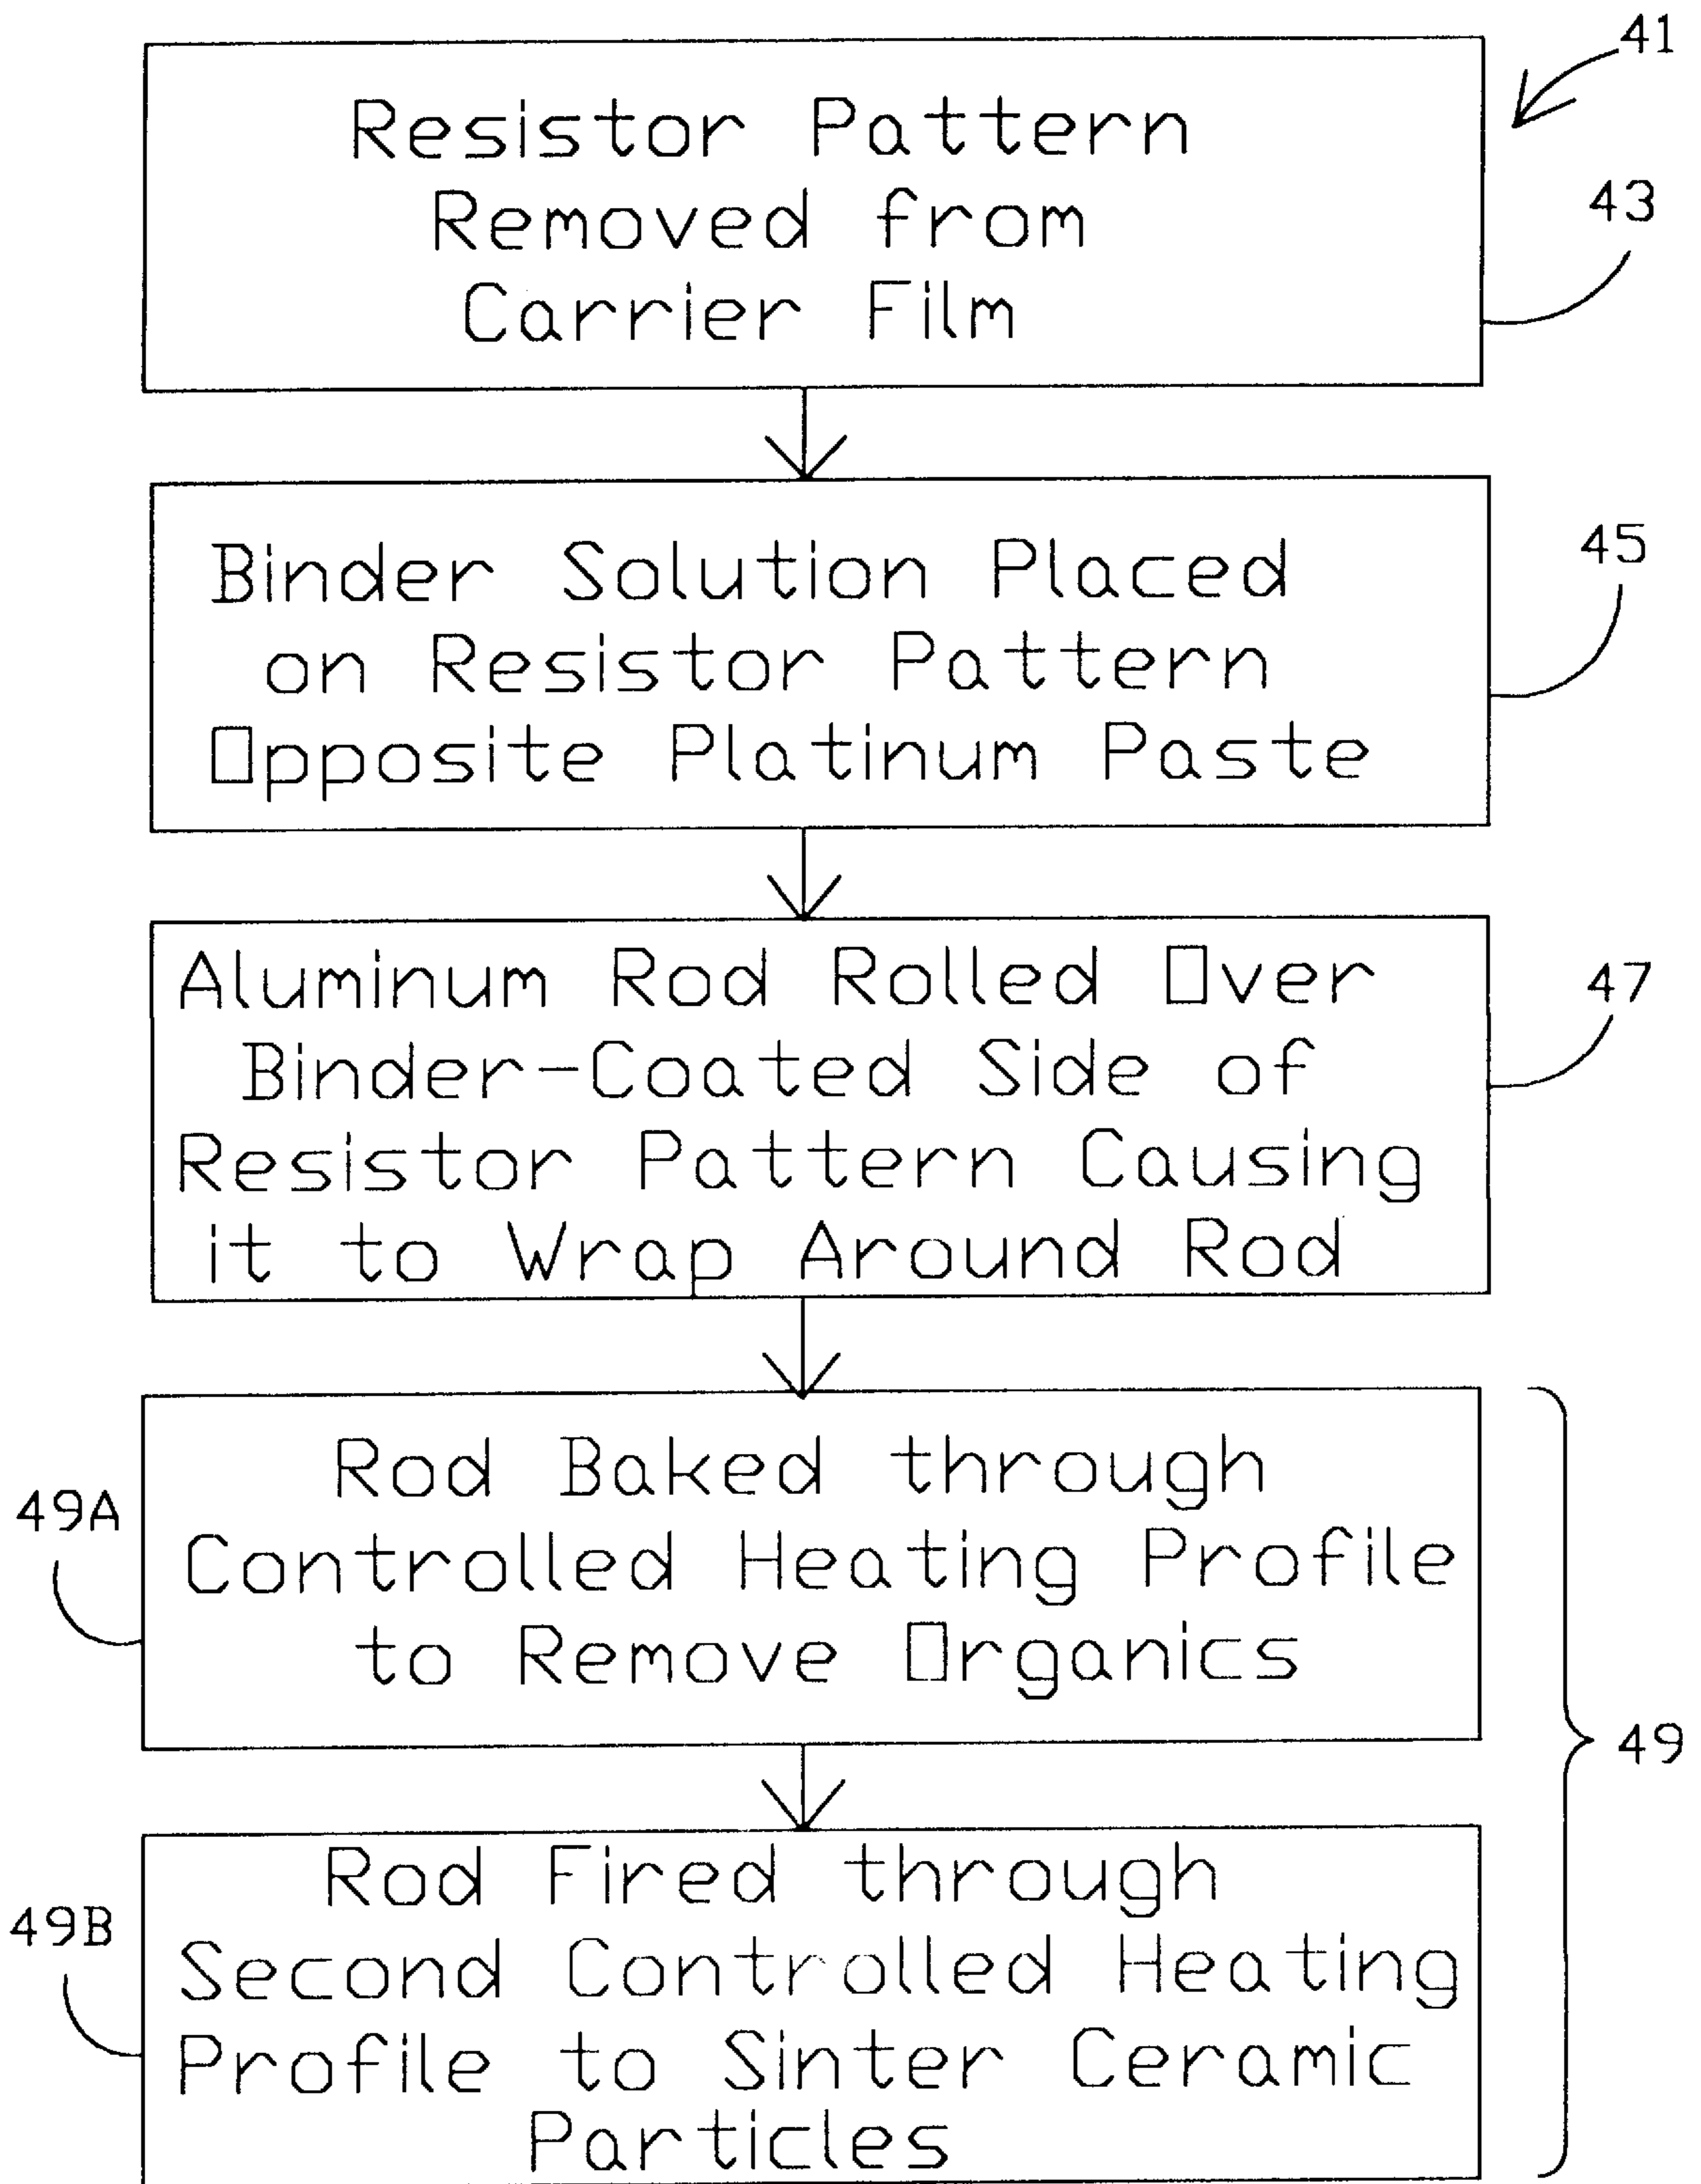 41
Resistor Pattern
Removed from
Carrier Film
43
Binder Solution Placed
on Resistor Pattern
Opposite Platinum Paste
45
Aluminum Rod Rolled Over
Binder-Coated Side of
Resistor Pattern Causing
it to Wrap Around Rod
47
49A
Rod Baked through
Controlled Heating Profile
to Remove Organics
49
49B
Rod Fired through
Second Controlled Heating
Profile to Sinter Ceramic
Particles